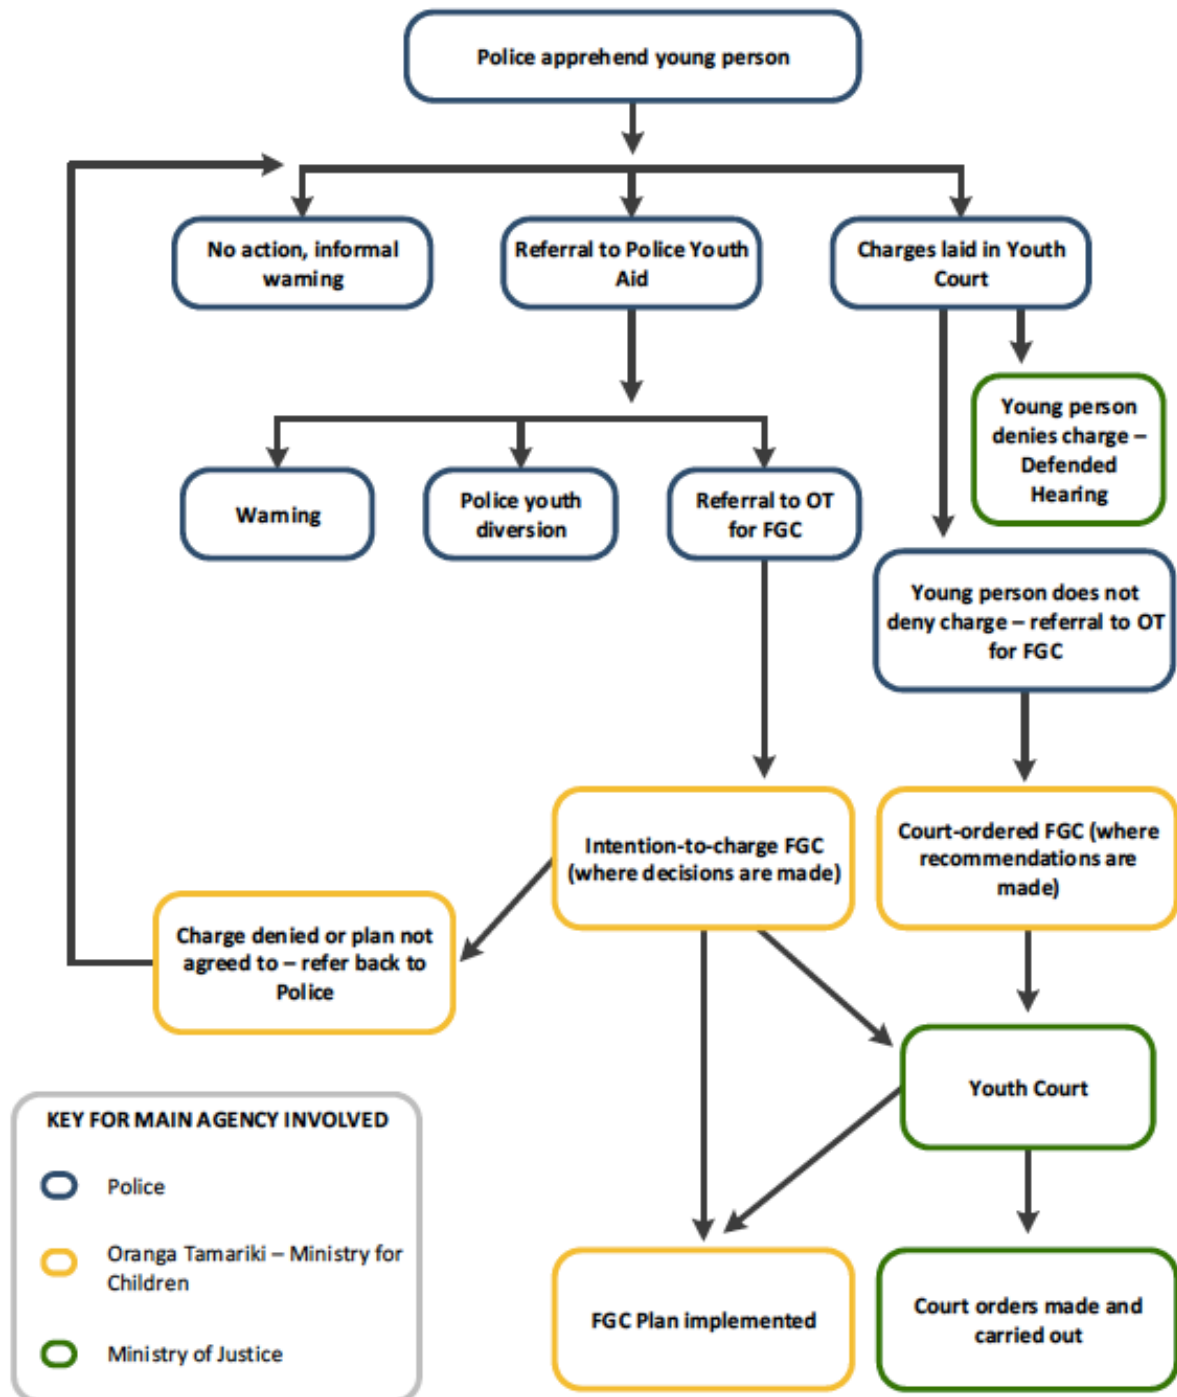 Police apprehend young person
No action, informal
warning
Referral to Police Youth
Aid
Charges laid in Youth
Court
Young person
denies charge –
Defended
Hearing
Warning
Police youth
diversion
Referral to OT
for FGC
Young person does not
deny charge – referral to OT
for FGC
Intention-to-charge FGC
(where decisions are made)
Court-ordered FGC (where
recommendations are
made)
Charge denied or plan not
agreed to – refer back to
Police
Youth Court
KEY FOR MAIN AGENCY INVOLVED
Police
Oranga Tamariki – Ministry for
Children
Ministry of Justice
FGC Plan implemented
Court orders made and
carried out